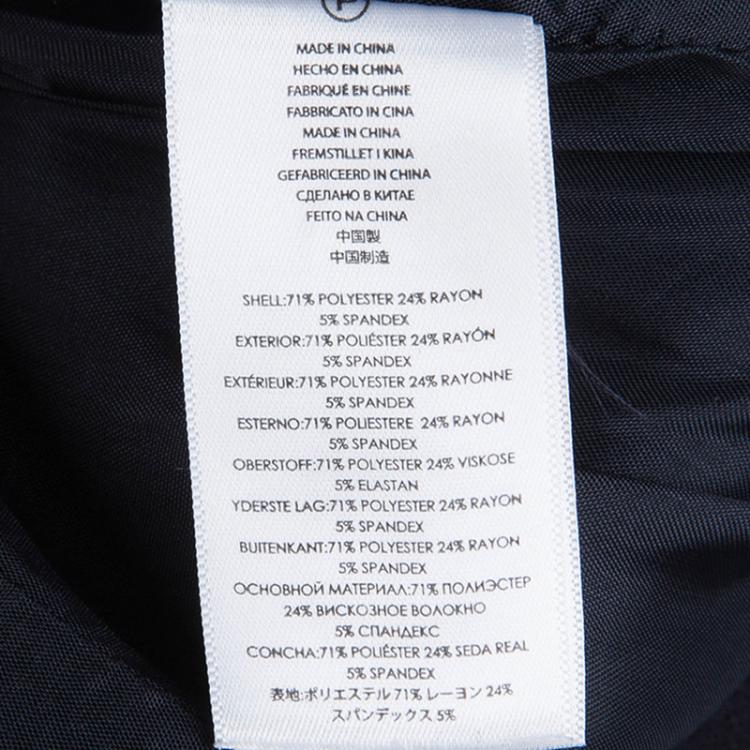 P
MADE IN CHINA
HECHO EN CHINA
FABRIQUÉ EN CHINE
FABBRICATO IN CINA
MADE IN CHINA
FREMSTILLET I KINA
GEFABRICEERD IN CHINA
СДЕЛАНО В КИТАЕ
FEITO NA CHINA
中国製
中国制造
SHELL:71% POLYESTER 24% RAYON
5% SPANDEX
EXTERIOR:71% POLIÉSTER 24% RAYÓN
5% SPANDEX
EXTÉRIEUR:71% POLYESTER 24% RAYONNE
5% SPANDEX
ESTERNO:71% POLIESTERE 24% RAYON
5% SPANDEX
OBERSTOFF:71% POLYESTER 24% VISKOSE
5% ELASTAN
YDERSTE LAG:71% POLYESTER 24% RAYON
5% SPANDEX
BUITENKANT:71% POLYESTER 24% RAYON
5% SPANDEX
ОСНОВНОЙ МАТЕРИАЛ:71% ПОЛИЭСТЕР
24% ВИСКОЗНОЕ ВОЛОКНО
5% СПАНДЕКС
CONCHA:71% POLIÉSTER 24% SEDA REAL
5% SPANDEX
表地:ポリエステル 71% レーヨン 24%
スパンデックス 5%